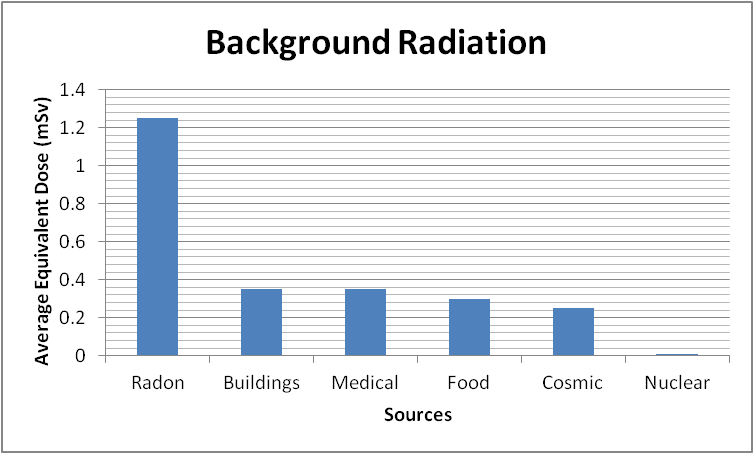 Background Radiation
Average Equivalent Dose (mSv)
1.4
1.2
1
0.8
0.6
0.4
0.2
0
Radon Buildings Medical Food Cosmic Nuclear
Sources